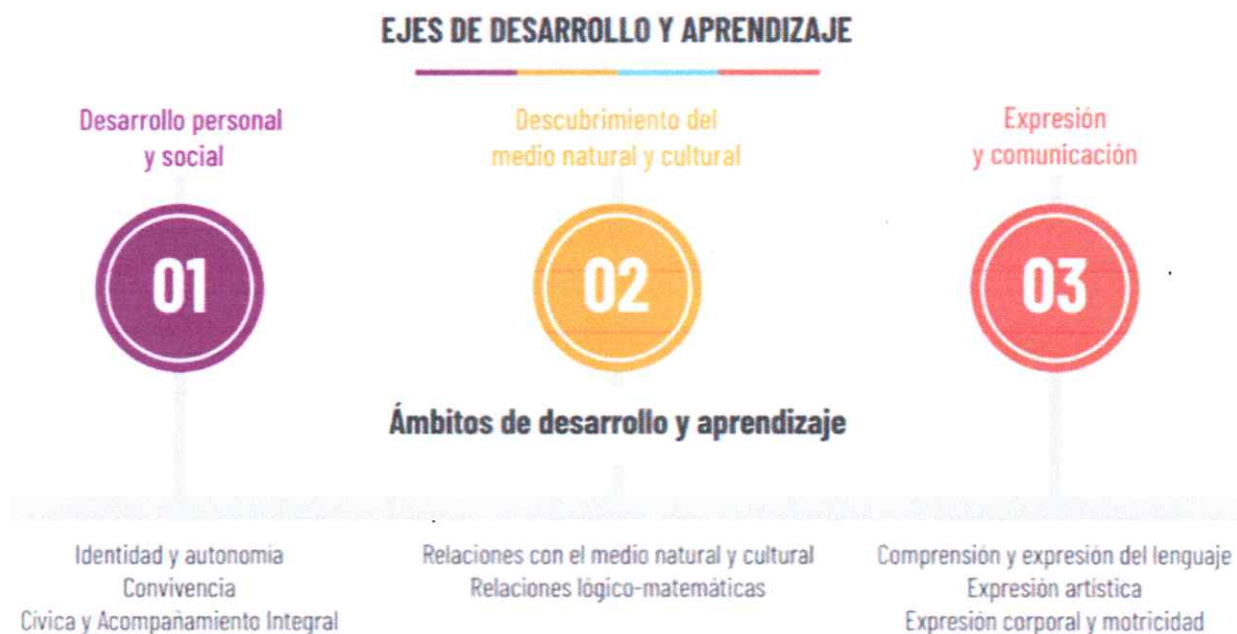 EJES DE DESARROLLO Y APRENDIZAJE
Desarrollo personal
y social
Descubrimiento del
medio natural y cultural
Expresión
y comunicación
01
02
03
Ámbitos de desarrollo y aprendizaje
Identidad y autonomía
Convivencia
Cívica y Acompañamiento Integral
Relaciones con el medio natural y cultural
Relaciones lógico-matemáticas
Comprensión y expresión del lenguaje
Expresión artística
Expresión corporal y motricidad